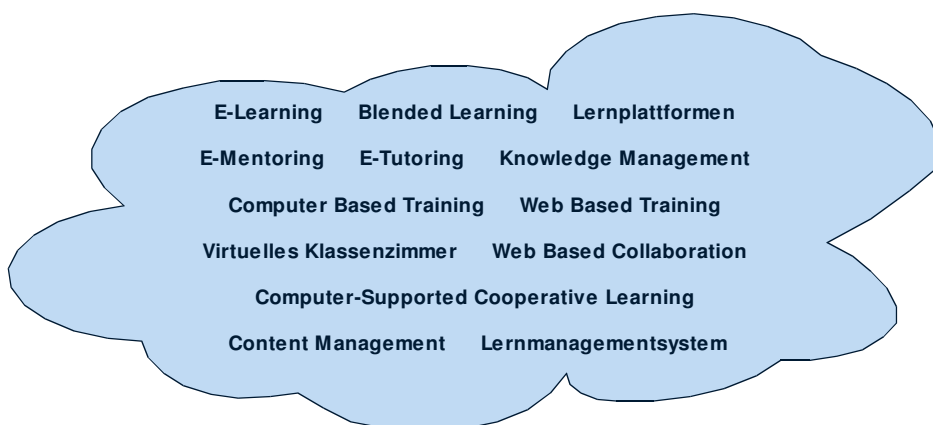 E-Learning Blended Learning Lernplattformen
E-Mentoring E-Tutoring Knowledge Management
Computer Based Training Web Based Training
Virtuelles Klassenzimmer Web Based Collaboration
Computer-Supported Cooperative Learning
Content Management Lernmanagementsystem